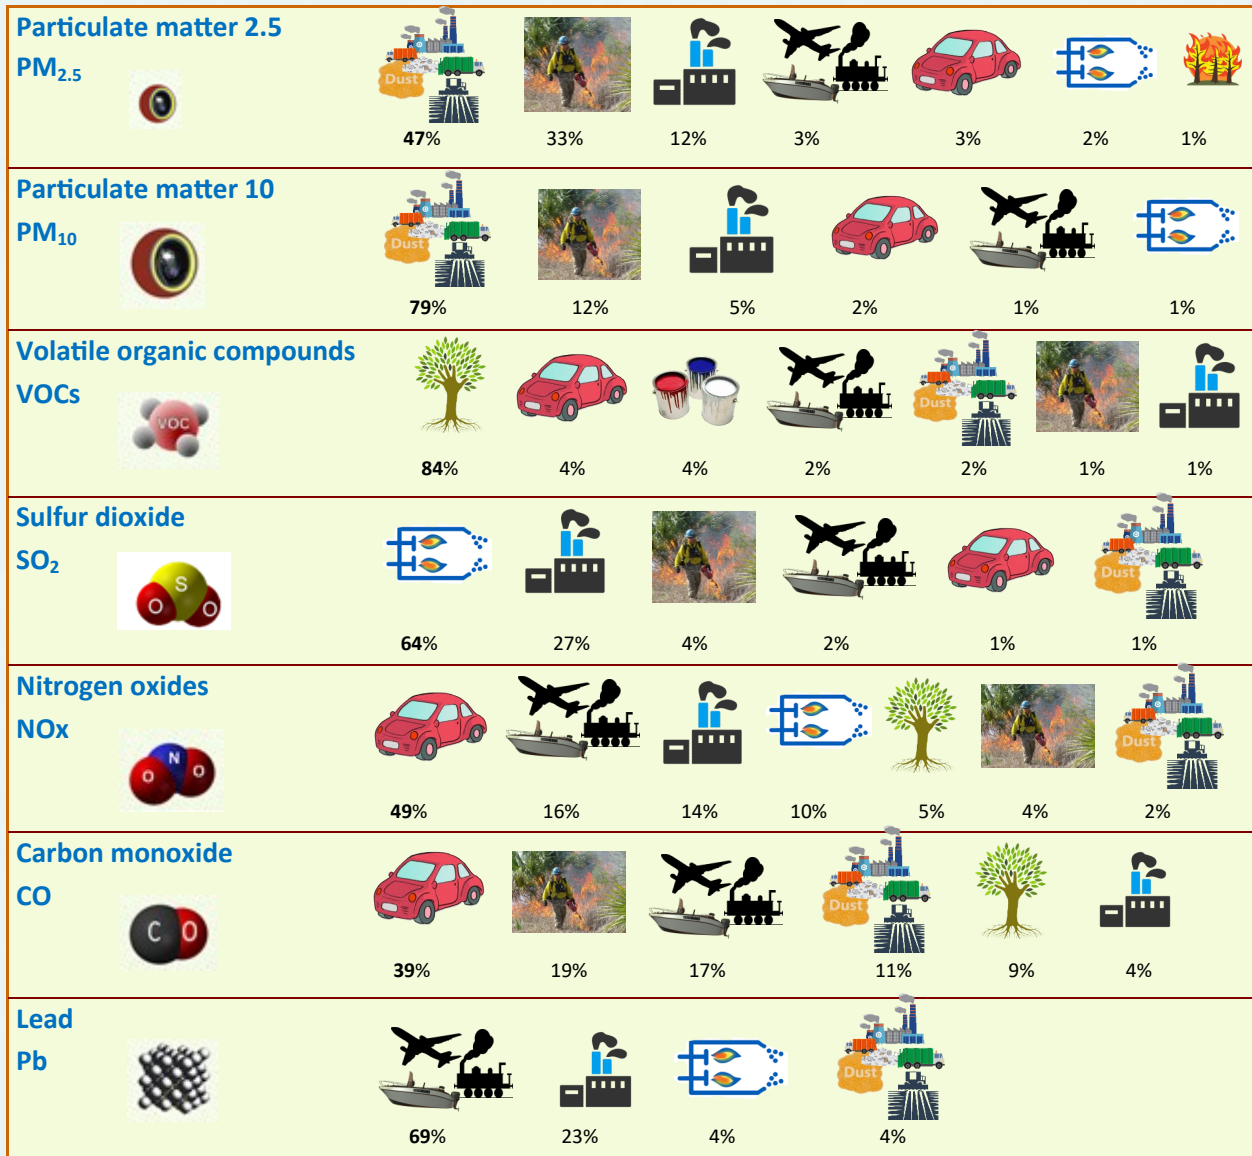 Particulate matter 2.5
PM2.5
Dust
47% 33% 12% 3% 3% 2% 1%
Particulate matter 10
PM10
Dust
79% 12% 5% 2% 1% 1%
Volatile organic compounds
VOCs
VOC
Dust
84% 4% 4% 2% 2% 1% 1%
Sulfur dioxide
SO2
S
O O
Dust
64% 27% 4% 2% 1% 1%
Nitrogen oxides
NOx
N
O O
Dust
49% 16% 14% 10% 5% 4% 2%
Carbon monoxide
CO
C O
Dust
39% 19% 17% 11% 9% 4%
Lead
Pb
Dust
69% 23% 4% 4%